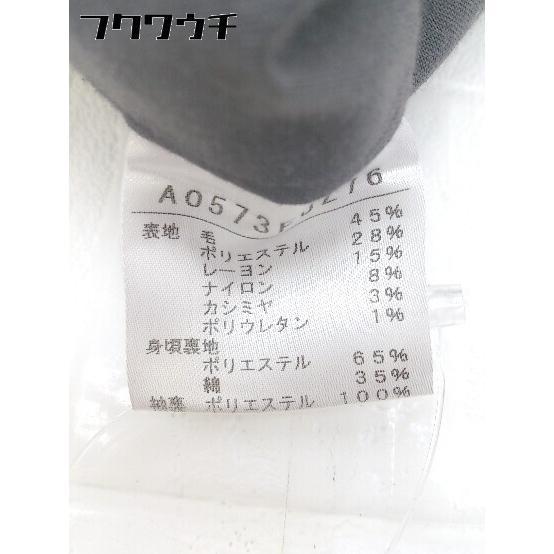 フクワウチ
表地 毛 45%
ポリエステル 28%
レーヨン 15%
ナイロン 8%
カシミヤ 3%
ポリウレタン 1%
身頃裏地
ポリエステル 65%
綿 35%
袖裏 ポリエステル 100%